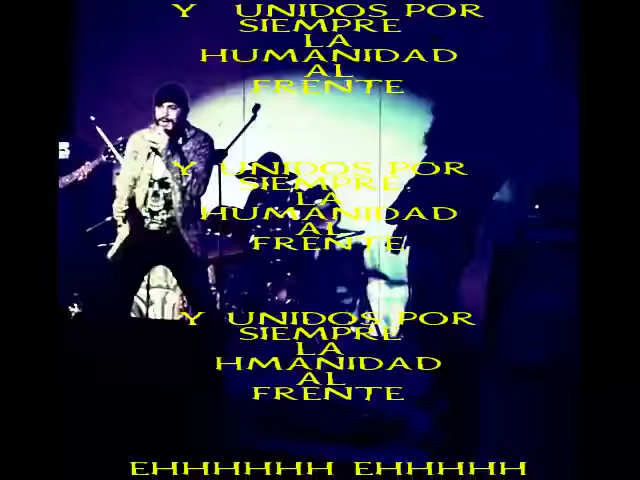 Y UNIDOS POR
SIEMPRE
LA
HUMANIDAD
AL
FRENTE
Y UNIDOS POR
SIEMPRE
LA
HUMANIDAD
AL
FRENTE
Y UNIDOS POR
SIEMPRE
LA
HMANIDAD
AL
FRENTE
EHHHHHH EHHHHH